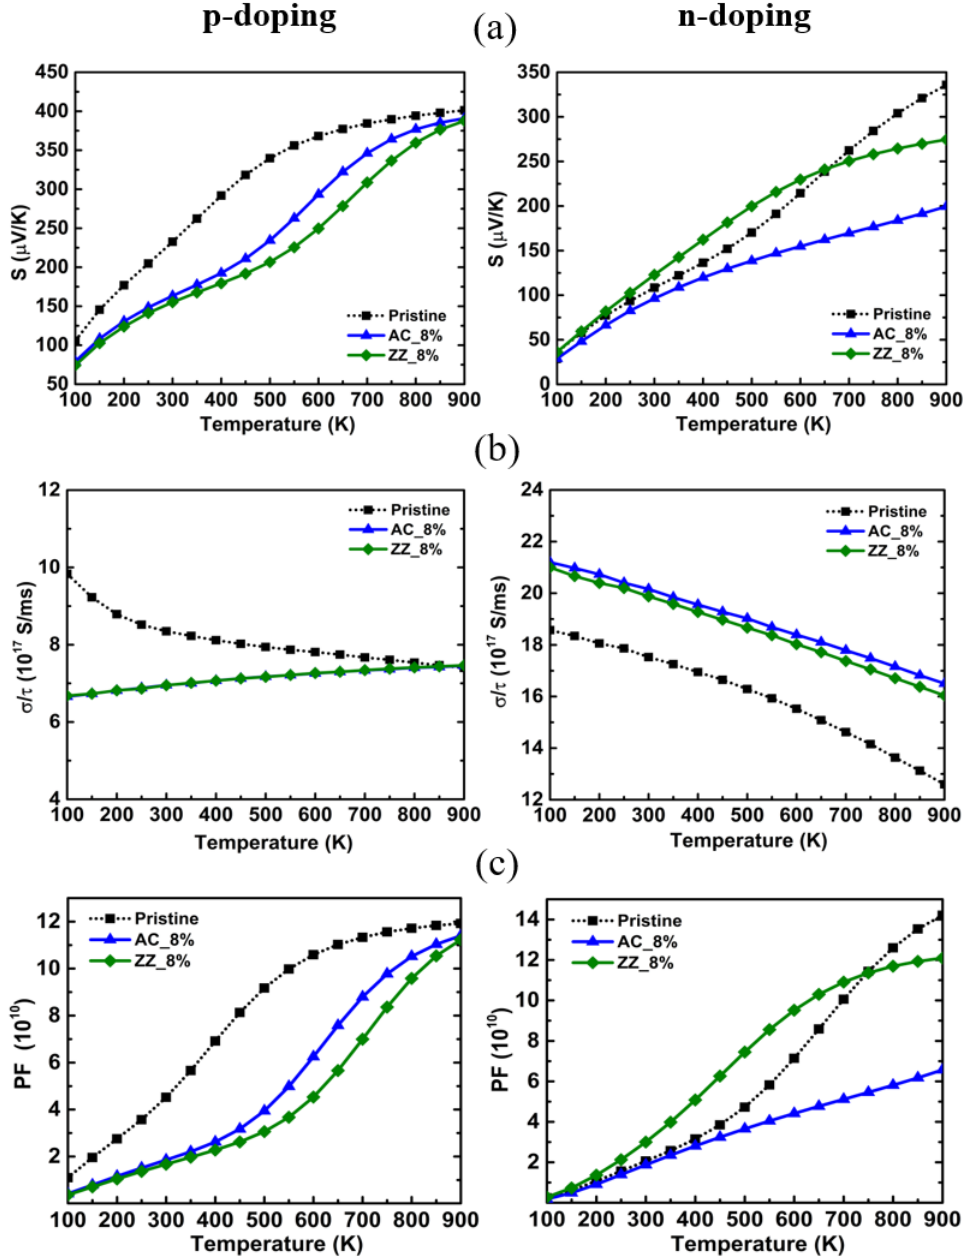 p-doping
n-doping
(a)
450
400
350
300
250
200
150
100
50
S (μV/K)
Pristine
AC_8%
ZZ_8%
100 200 300 400 500 600 700 800 900
Temperature (K)
350
300
250
200
150
100
50
0
S (μV/K)
Pristine
AC_8%
ZZ_8%
100 200 300 400 500 600 700 800 900
Temperature (K)
(b)
12
10
8
6
4
σ/τ (10^17 S/ms)
Pristine
AC_8%
ZZ_8%
100 200 300 400 500 600 700 800 900
Temperature (K)
24
22
20
18
16
14
12
σ/τ (10^17 S/ms)
Pristine
AC_8%
ZZ_8%
100 200 300 400 500 600 700 800 900
Temperature (K)
(c)
12
10
8
6
4
2
PF (10^10)
Pristine
AC_8%
ZZ_8%
100 200 300 400 500 600 700 800 900
Temperature (K)
14
12
10
8
6
4
2
PF (10^10)
Pristine
AC_8%
ZZ_8%
100 200 300 400 500 600 700 800 900
Temperature (K)